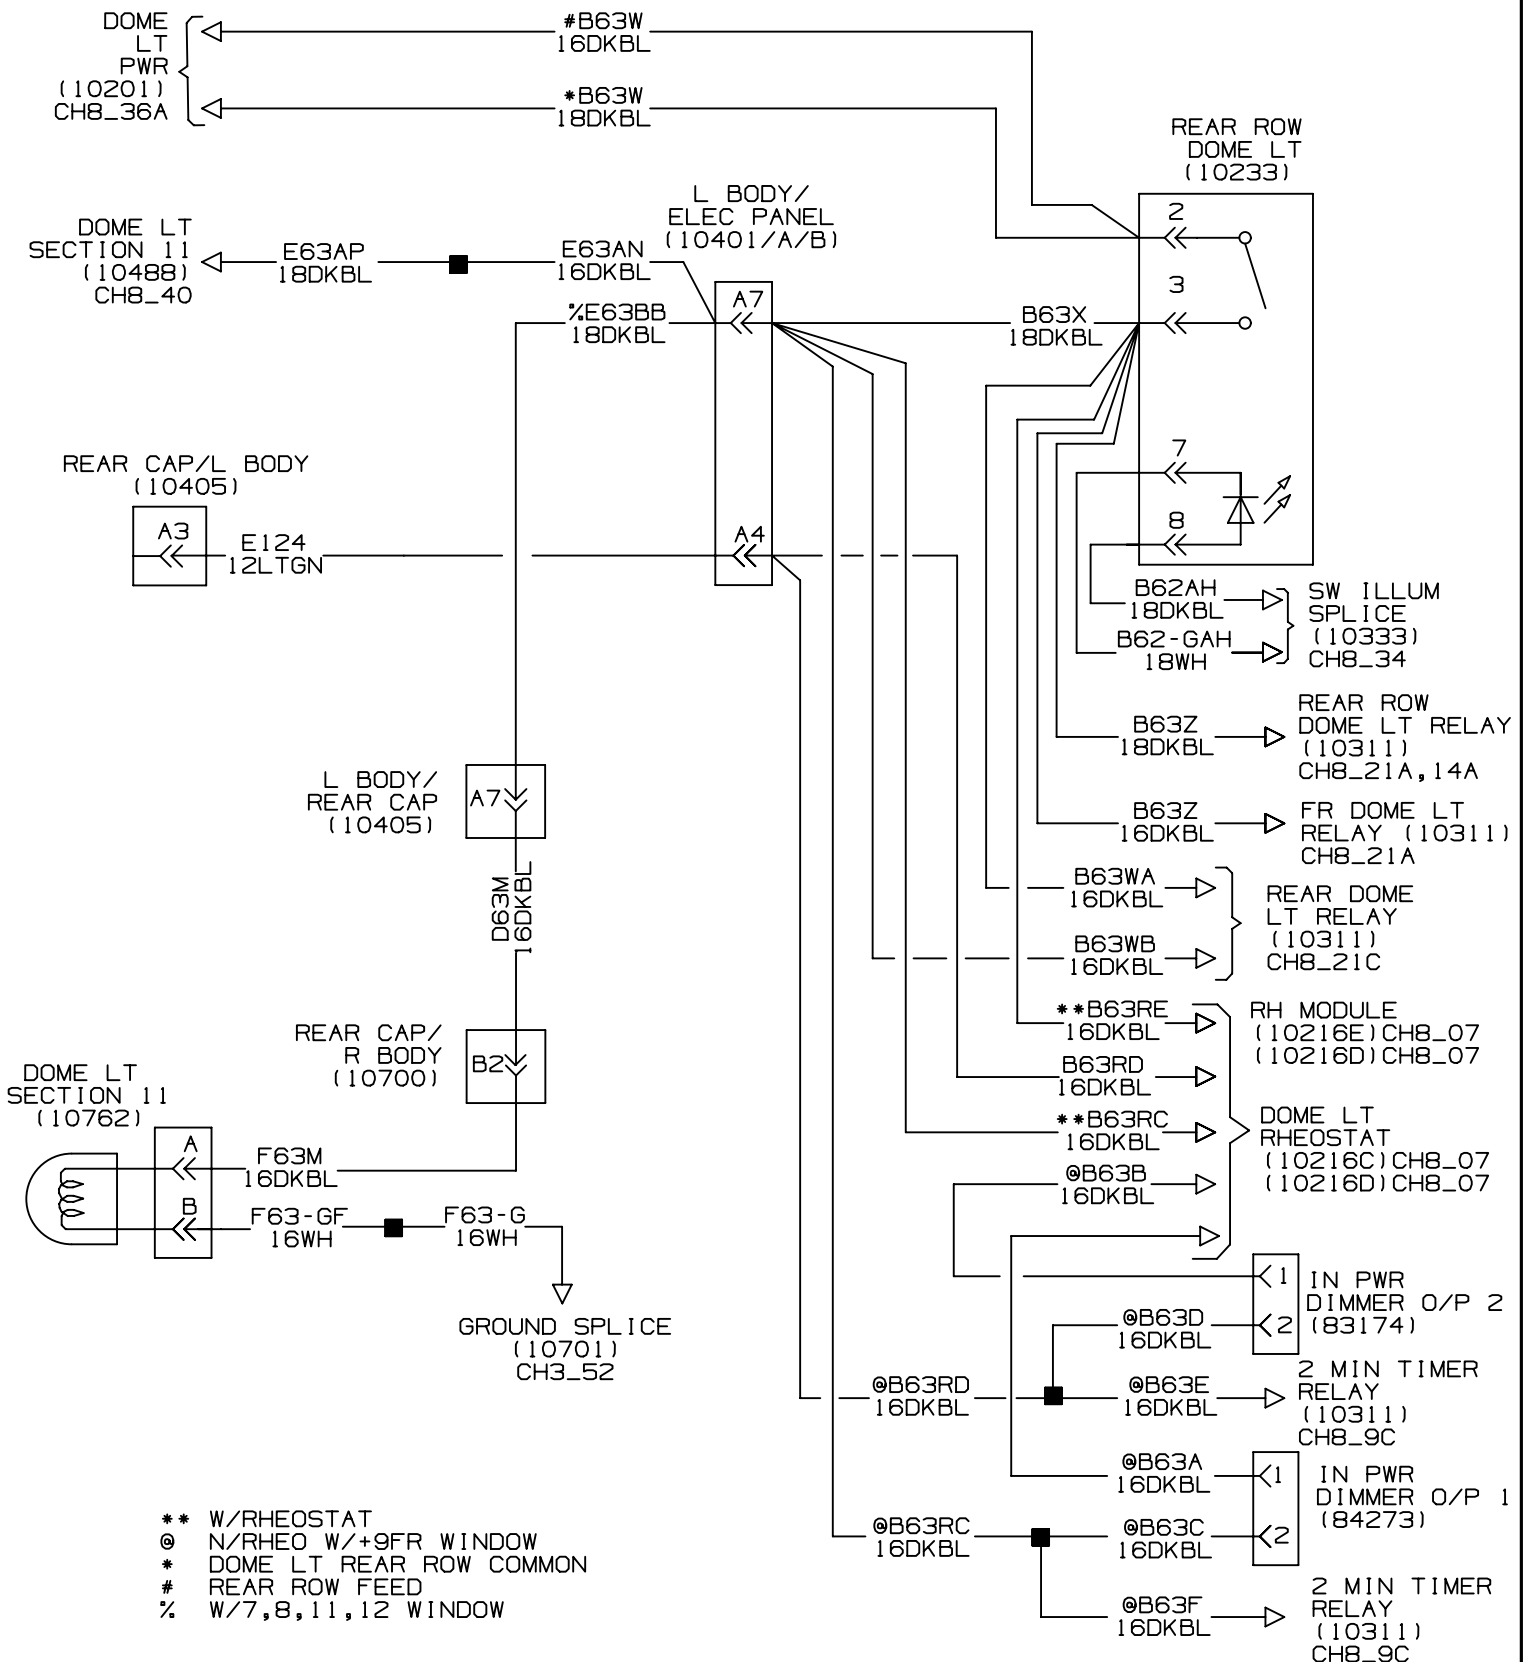 DOME
LT
PWR
(10201)
CH8_36A
#B63W
16DKBL
*B63W
18DKBL
REAR ROW
DOME LT
(10233)
2
3
7
8
DOME LT
SECTION 11
(10488)
CH8_40
E63AP
18DKBL
E63AN
16DKBL
%E63BB
18DKBL
L BODY/
ELEC PANEL
(10401/A/B)
A7
A4
B63X
18DKBL
REAR CAP/L BODY
(10405)
A3
E124
12LTGN
B62AH
18DKBL
B62-GAH
18WH
SW ILLUM
SPLICE
(10333)
CH8_34
B63Z
18DKBL
REAR ROW
DOME LT RELAY
(10311)
CH8_21A,14A
B63Z
16DKBL
FR DOME LT
RELAY (10311)
CH8_21A
L BODY/
REAR CAP
(10405)
A7
D63M
16DKBL
B63WA
16DKBL
B63WB
16DKBL
REAR DOME
LT RELAY
(10311)
CH8_21C
REAR CAP/
R BODY
(10700)
B2
**B63RE
16DKBL
B63RD
16DKBL
**B63RC
16DKBL
@B63B
16DKBL
RH MODULE
(10216E)CH8_07
(10216D)CH8_07
DOME LT
RHEOSTAT
(10216C)CH8_07
(10216D)CH8_07
DOME LT
SECTION 11
(10762)
A
B
F63M
16DKBL
F63-GF
16WH
F63-G
16WH
GROUND SPLICE
(10701)
CH3_52
1
2
IN PWR
DIMMER O/P 2
(83174)
@B63D
16DKBL
@B63RD
16DKBL
@B63E
16DKBL
2 MIN TIMER
RELAY
(10311)
CH8_9C
@B63A
16DKBL
1
2
IN PWR
DIMMER O/P 1
(84273)
@B63RC
16DKBL
@B63C
16DKBL
@B63F
16DKBL
2 MIN TIMER
RELAY
(10311)
CH8_9C
** W/RHEOSTAT
@ N/RHEO W/+9FR WINDOW
* DOME LT REAR ROW COMMON
# REAR ROW FEED
% W/7,8,11,12 WINDOW